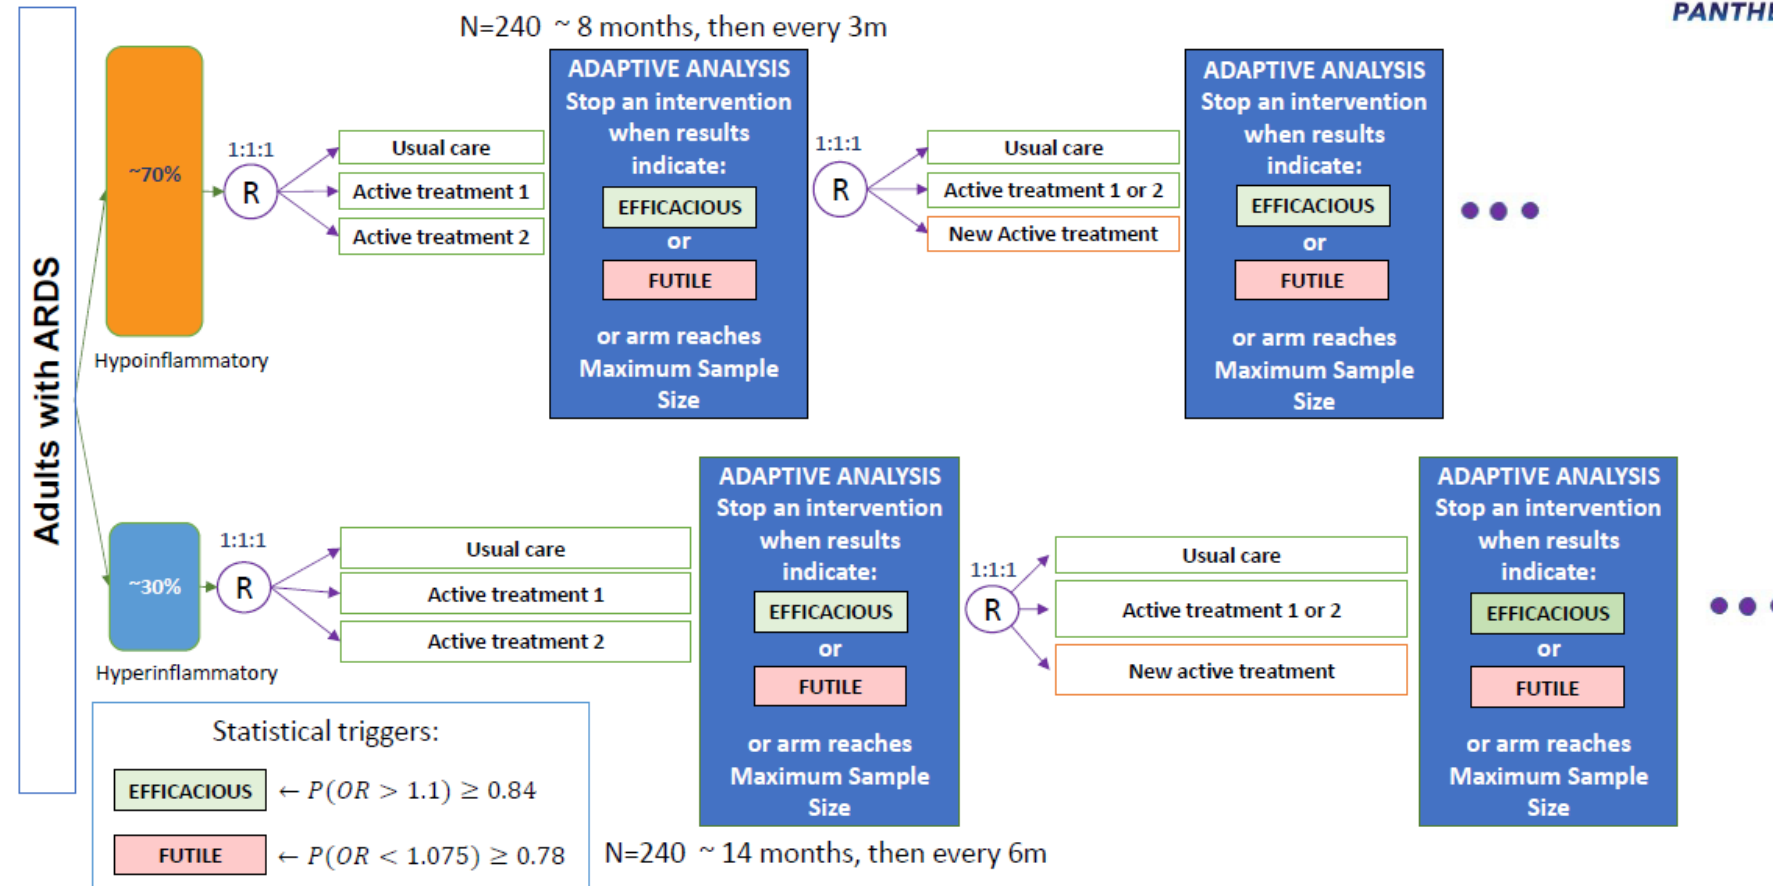 PANTHE
N=240 ~ 8 months, then every 3m
Adults with ARDS
~70%
Hypoinflammatory
1:1:1
R
Usual care
Active treatment 1
Active treatment 2
ADAPTIVE ANALYSIS
Stop an intervention
when results
indicate:
EFFICACIOUS
or
FUTILE
or arm reaches
Maximum Sample
Size
1:1:1
R
Usual care
Active treatment 1 or 2
New Active treatment
ADAPTIVE ANALYSIS
Stop an intervention
when results
indicate:
EFFICACIOUS
or
FUTILE
or arm reaches
Maximum Sample
Size
~30%
Hyperinflammatory
1:1:1
R
Usual care
Active treatment 1
Active treatment 2
ADAPTIVE ANALYSIS
Stop an intervention
when results
indicate:
EFFICACIOUS
or
FUTILE
or arm reaches
Maximum Sample
Size
1:1:1
R
Usual care
Active treatment 1 or 2
New active treatment
ADAPTIVE ANALYSIS
Stop an intervention
when results
indicate:
EFFICACIOUS
or
FUTILE
or arm reaches
Maximum Sample
Size
Statistical triggers:
EFFICACIOUS ← P(OR > 1.1) ≥ 0.84
FUTILE ← P(OR < 1.075) ≥ 0.78
N=240 ~ 14 months, then every 6m